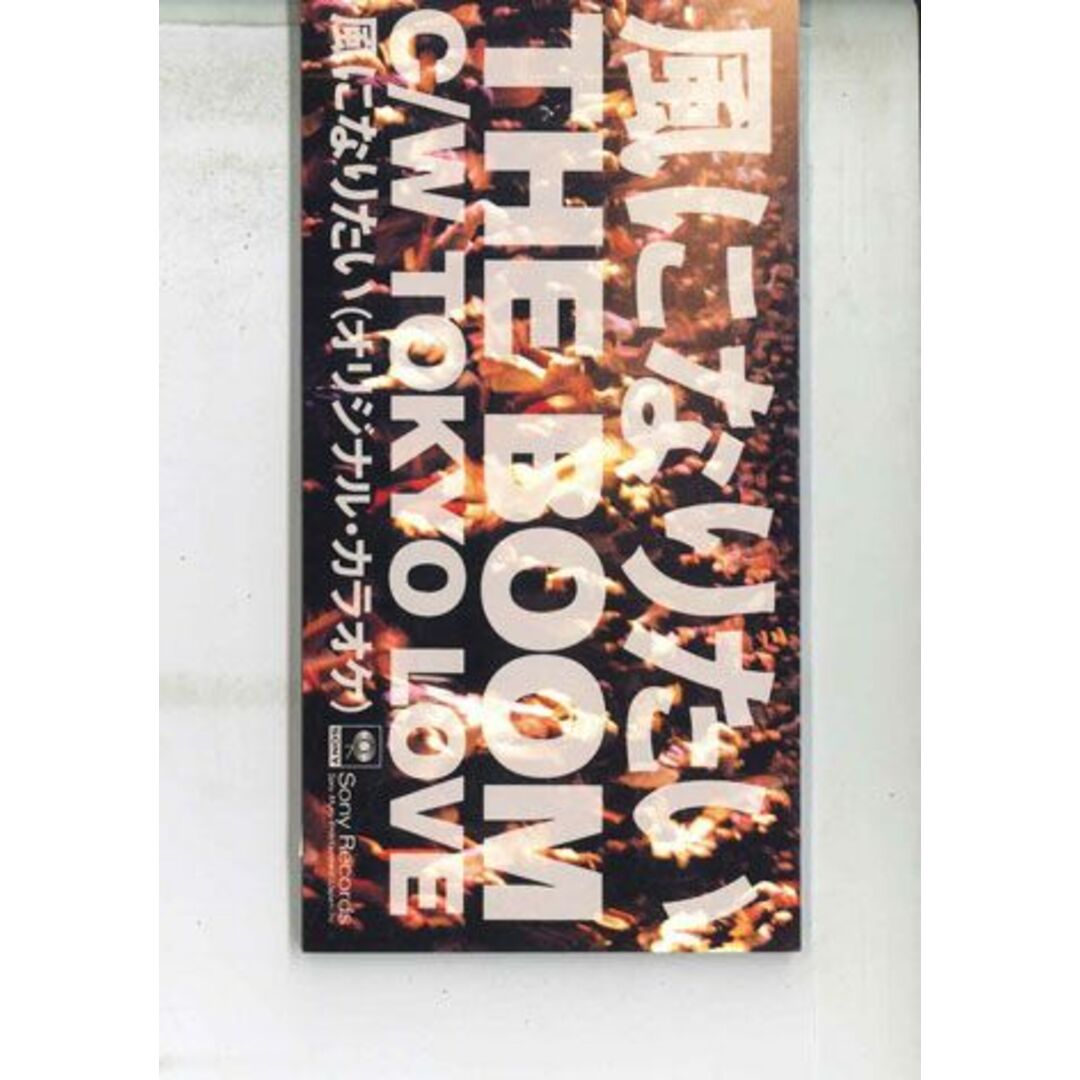 風になりたい
THE BOOM
C/W TOKYO LOVE
風になりたい(オリジナル・カラオケ)
SONY
Sony Records